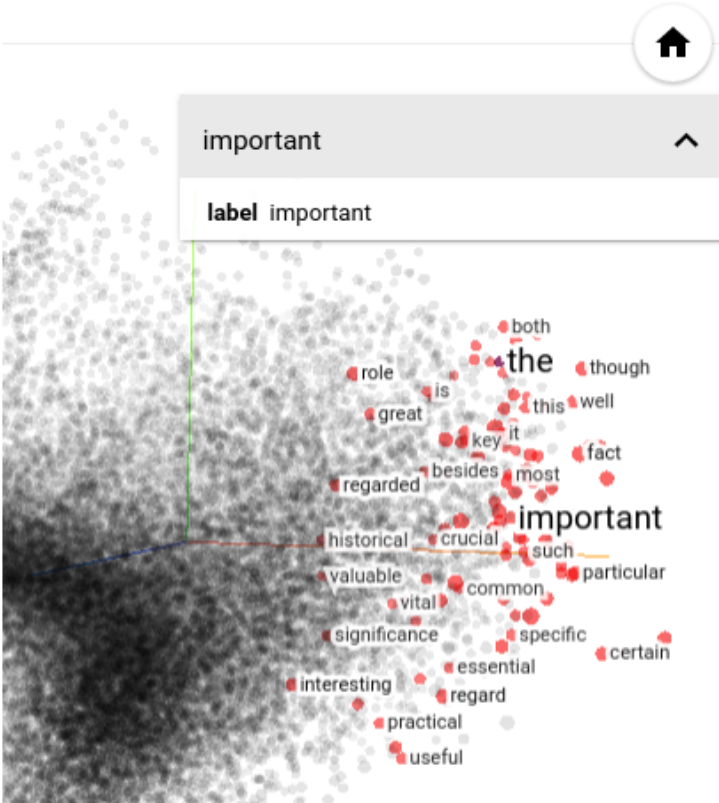 important
label important
both
the
though
role
is
this
well
great
key
it
fact
besides
most
regarded
important
historical
crucial
such
valuable
particular
common
vital
significance
specific
certain
essential
interesting
regard
practical
useful